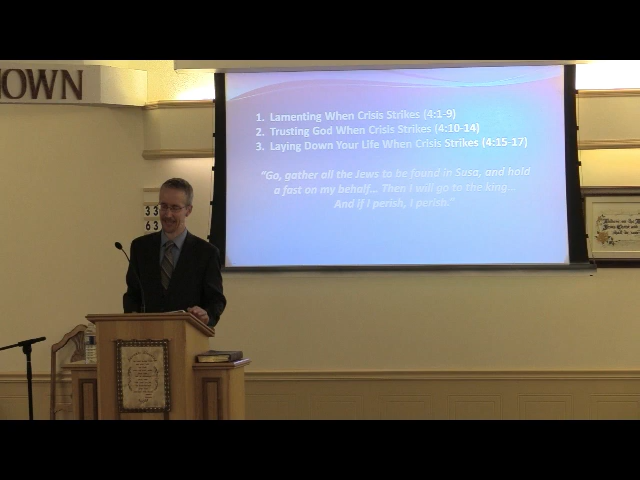 OWN
1. Lamenting When Crisis Strikes (4:1-9)
2. Trusting God When Crisis Strikes (4:10-14)
3. Laying Down Your Life When Crisis Strikes (4:15-17)
"Go, gather all the Jews to be found in Susa, and hold
a fast on my behalf... Then I will go to the king...
And if I perish, I perish."
33
63